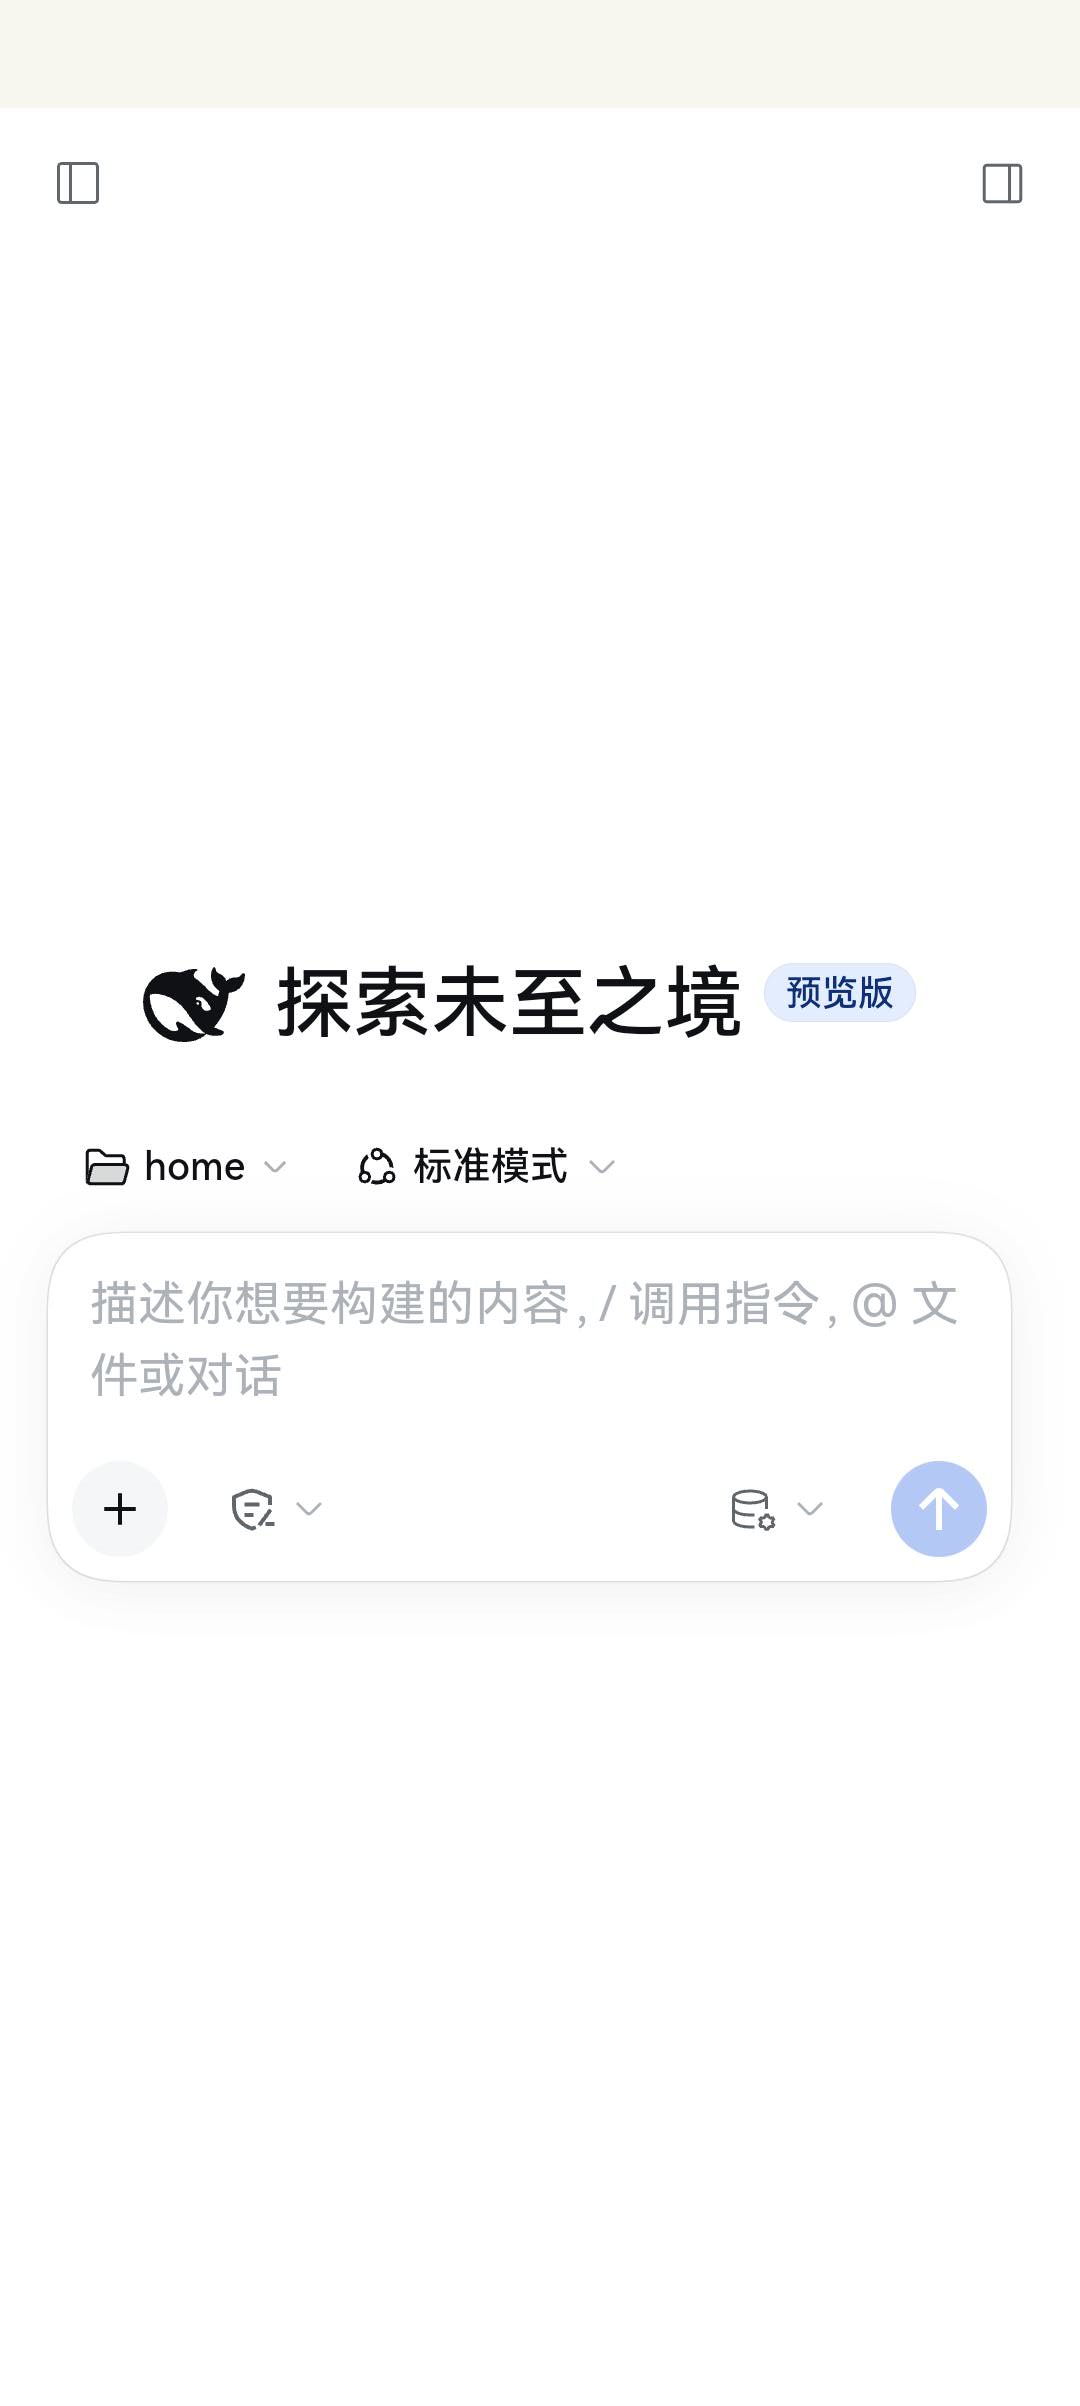 探索未至之境 预览版
home 标准模式
描述你想要构建的内容, / 调用指令, @ 文
件或对话